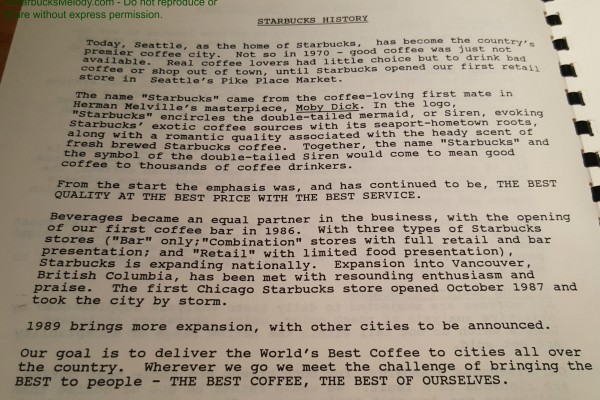 StarbucksMelody.com - Do not reproduce or
share without express permission.
STARBUCKS HISTORY
Today, Seattle, as the home of Starbucks, has become the country's
premier coffee city. Not so in 1970 - good coffee was just not
available. Real coffee lovers had little choice but to drink bad
coffee or shop out of town, until Starbucks opened our first retail
store in Seattle's Pike Place Market.
The name "Starbucks" came from the coffee-loving first mate in
Herman Melville's masterpiece, Moby Dick. In the logo,
"Starbucks" encircles the double-tailed mermaid, or Siren, evoking
Starbucks' exotic coffee sources with its seaport-hometown roots,
along with a romantic quality associated with the heady scent of
fresh brewed Starbucks coffee. Together, the name "Starbucks" and
the symbol of the double-tailed Siren would come to mean good
coffee to thousands of coffee drinkers.
From the start the emphasis was, and has continued to be, THE BEST
QUALITY AT THE BEST PRICE WITH THE BEST SERVICE.
Beverages became an equal partner in the business, with the opening
of our first coffee bar in 1986. With three types of Starbucks
stores ("Bar" only;"Combination" stores with full retail and bar
presentation; and "Retail" with limited food presentation),
Starbucks is expanding nationally. Expansion into Vancouver,
British Columbia, has been met with resounding enthusiasm and
praise. The first Chicago Starbucks store opened October 1987 and
took the city by storm.
1989 brings more expansion, with other cities to be announced.
Our goal is to deliver the World's Best Coffee to cities all over
the country. Wherever we go we meet the challenge of bringing the
BEST to people - THE BEST COFFEE, THE BEST OF OURSELVES.